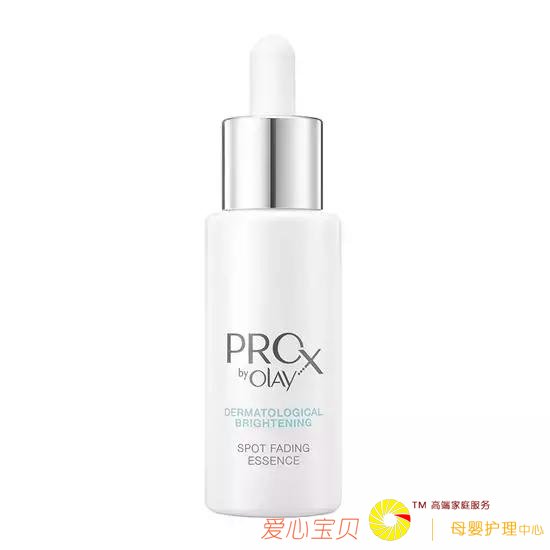 PROX
by OLAY
DERMATOLOGICAL
BRIGHTENING
SPOT FADING
ESSENCE
爱心宝贝
TM 高端家庭服务
母婴护理中心